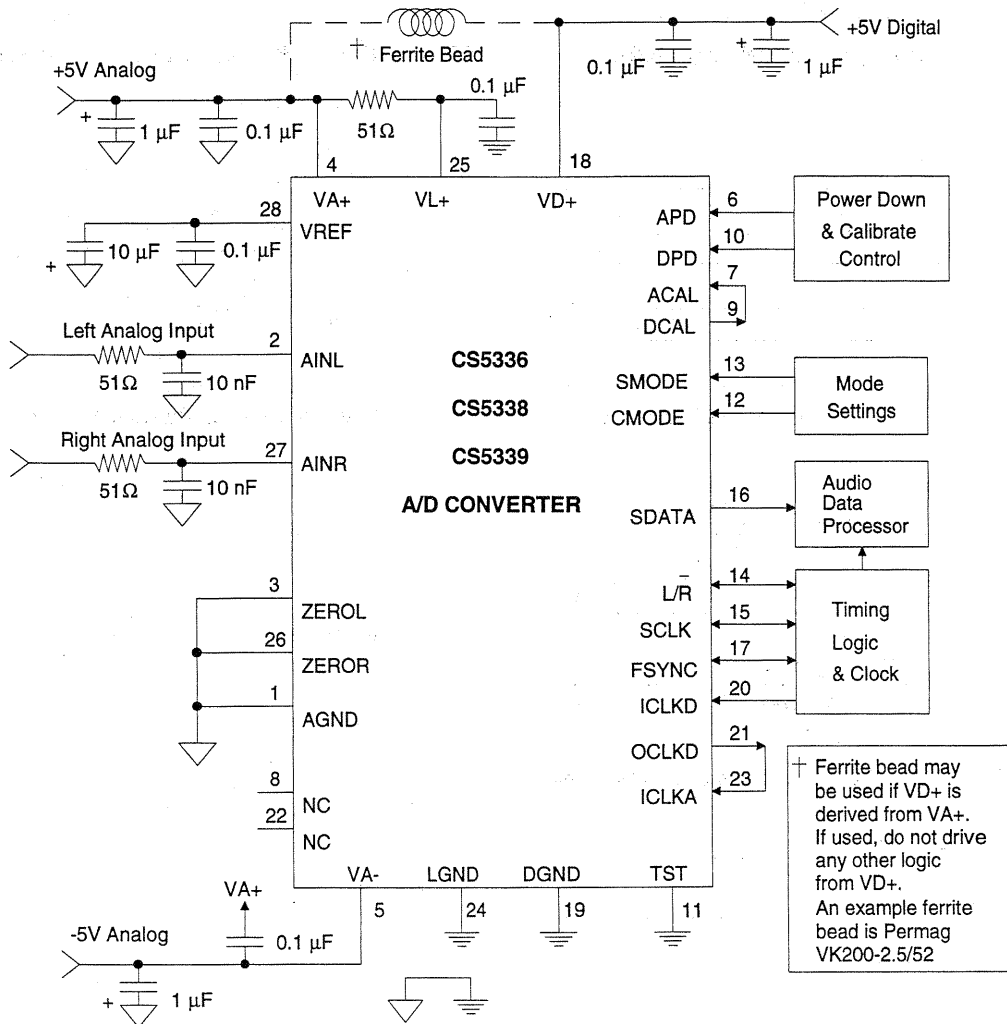 +5V Digital
† Ferrite Bead
0.1 µF
+ 1 µF
+5V Analog
+ 1 µF
0.1 µF
51Ω
0.1 µF
4
25
18
VA+
VL+
VD+
28
VREF
+ 10 µF
0.1 µF
APD
6
DPD
10
Power Down
& Calibrate
Control
ACAL
7
DCAL
9
Left Analog Input
51Ω
10 nF
2
AINL
CS5336
CS5338
CS5339
A/D CONVERTER
SMODE
13
CMODE
12
Mode
Settings
Right Analog Input
51Ω
10 nF
27
AINR
SDATA
16
Audio
Data
Processor
3
ZEROL
26
ZEROR
1
AGND
L/R̅
14
SCLK
15
FSYNC
17
ICLKD
20
Timing
Logic
& Clock
OCLKD
21
ICLKA
23
8
NC
22
NC
† Ferrite bead may
be used if VD+ is
derived from VA+.
If used, do not drive
any other logic
from VD+.
An example ferrite
bead is Permag
VK200-2.5/52
VA-
LGND
DGND
TST
5
24
19
11
VA+
0.1 µF
-5V Analog
+ 1 µF